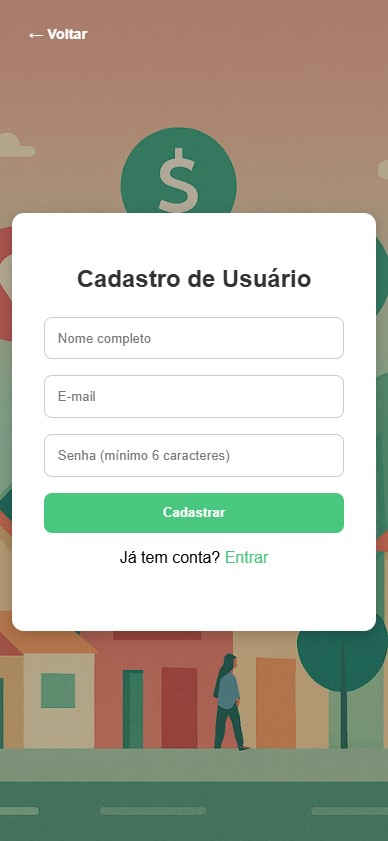 ← Voltar
$
Cadastro de Usuário
Nome completo
E-mail
Senha (mínimo 6 caracteres)
Cadastrar
Já tem conta? Entrar